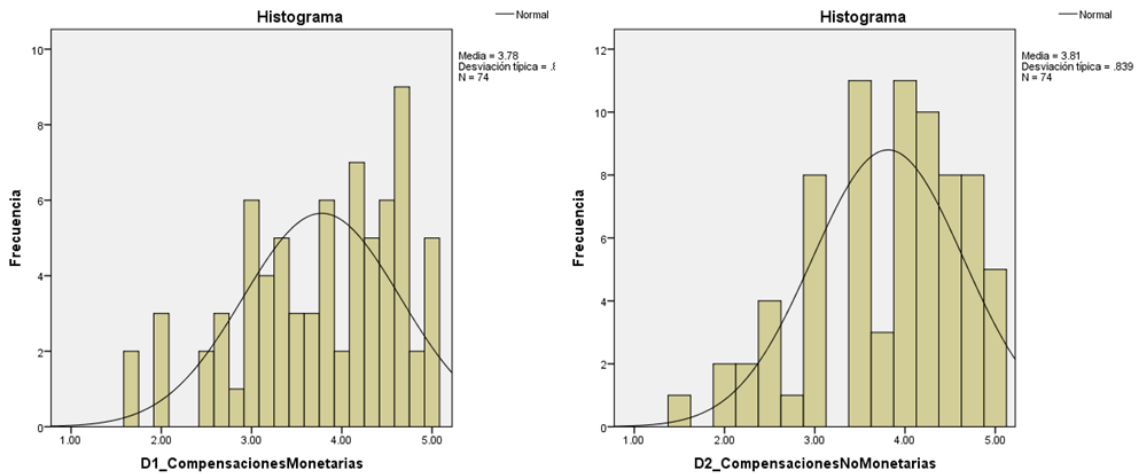 Histograma
Normal
Media = 3.78
Desviación típica = .8
N = 74
10
8
6
4
2
0
Frecuencia
1.00 2.00 3.00 4.00 5.00
D1_CompensacionesMonetarias
Histograma
Normal
Media = 3.81
Desviación típica = .839
N = 74
12
10
8
6
4
2
0
Frecuencia
1.00 2.00 3.00 4.00 5.00
D2_CompensacionesNoMonetarias